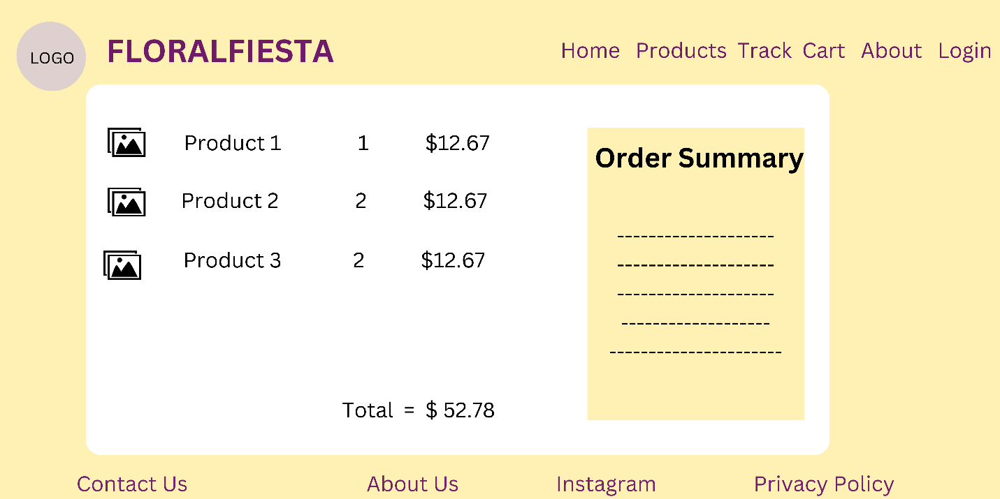 LOGO
FLORALFIESTA
Home Products Track Cart About Login
Product 1 1 $12.67
Product 2 2 $12.67
Product 3 2 $12.67
Total = $ 52.78
Order Summary
--------------------
--------------------
--------------------
-------------------
----------------------
Contact Us About Us Instagram Privacy Policy